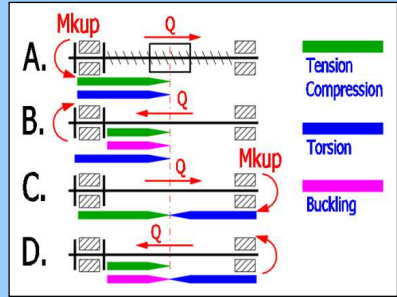 Mkup
Q
A.
Tension
Compression
Q
B.
Torsion
Mkup
Q
C.
Buckling
Q
D.